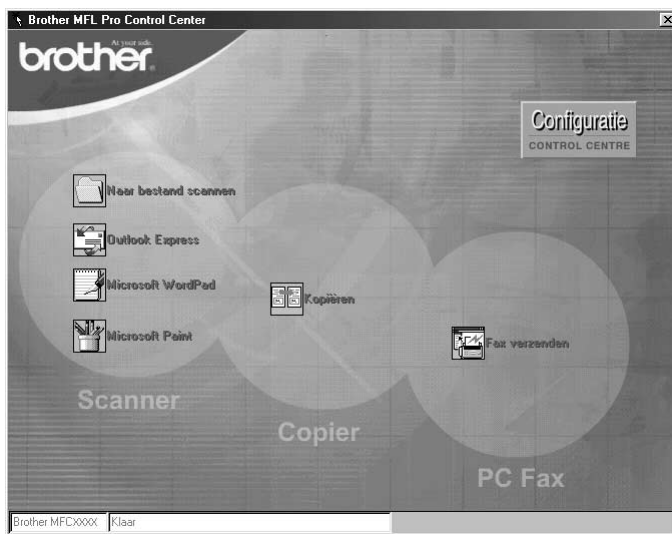 Brother MFL Pro Control Center
At your side.
brother
Configuratie
CONTROL CENTRE
Naar bestand scannen
Outlook Express
Microsoft WordPad
Microsoft Paint
Scanner
Kopiëren
Copier
Fax verzenden
PC Fax
Brother MFCXXXX
Klaar